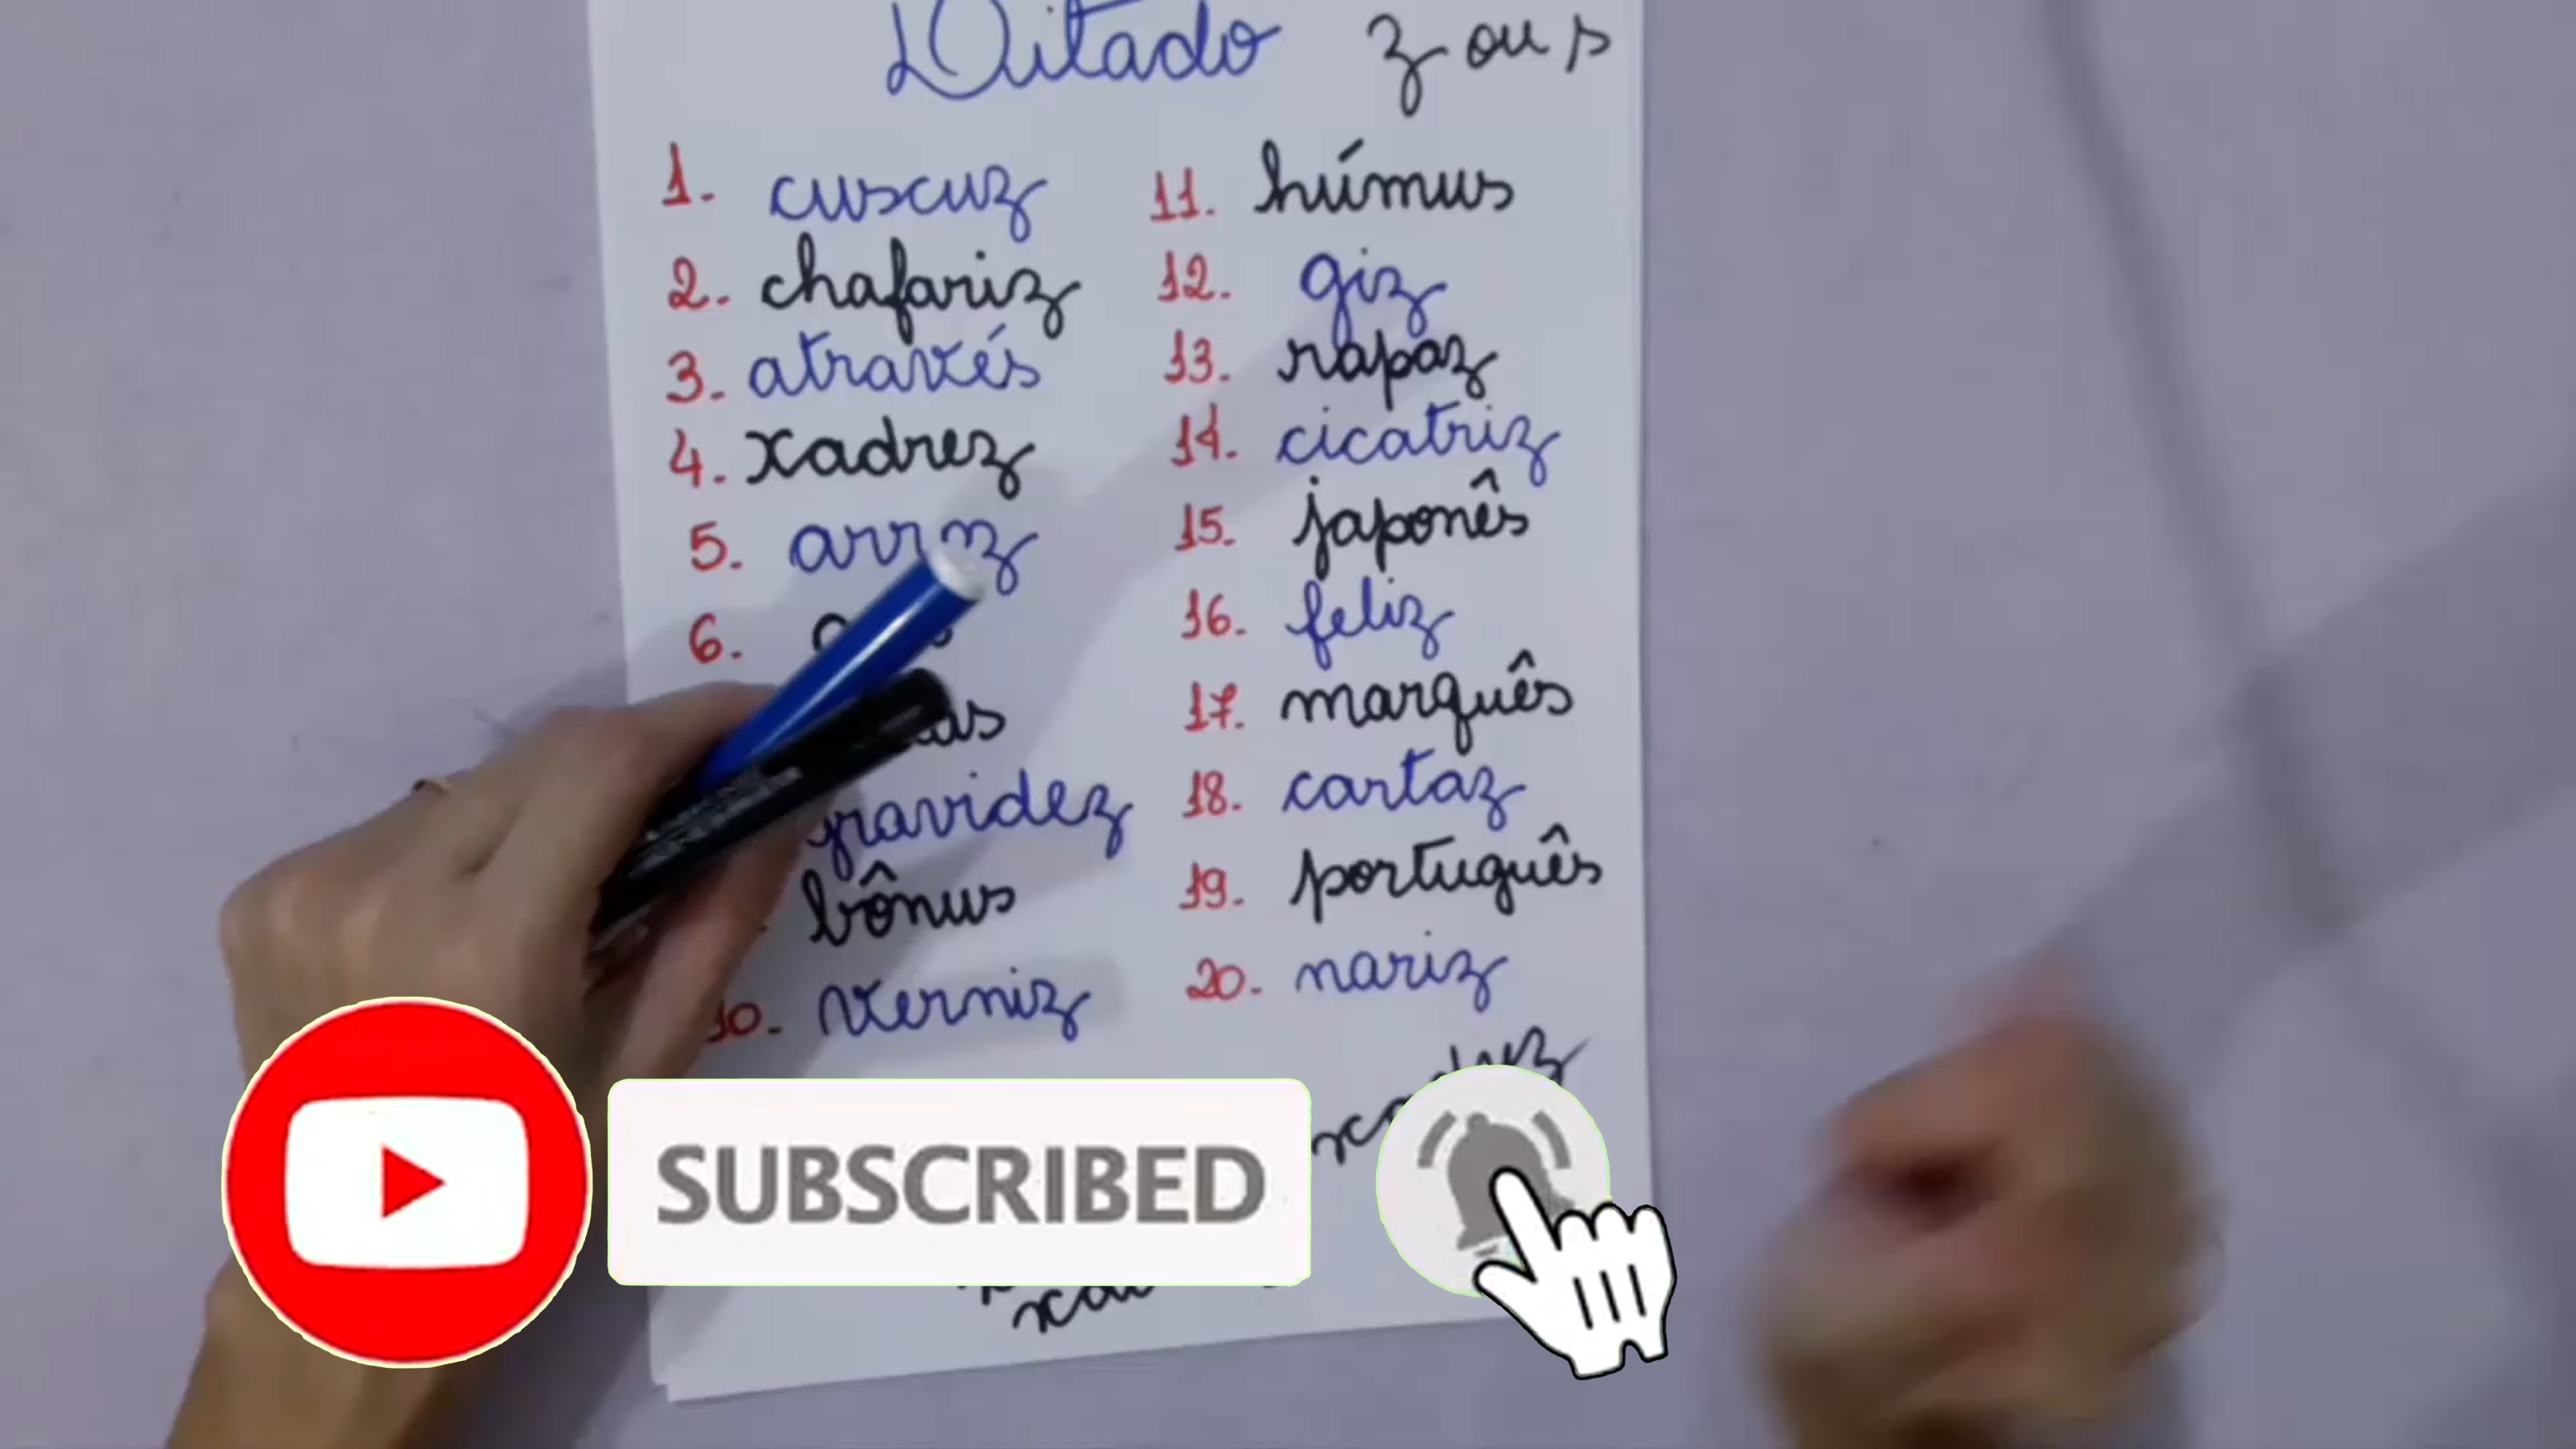 Ditado z ou s
1. cuscuz
2. chafariz
3. através
4. xadrez
5. arroz
6.
gravidez
bônus
10. verniz
11. húmus
12. giz
13. rapaz
14. cicatriz
15. japonês
16. feliz
17. marquês
18. cartaz
19. português
20. nariz
SUBSCRIBED